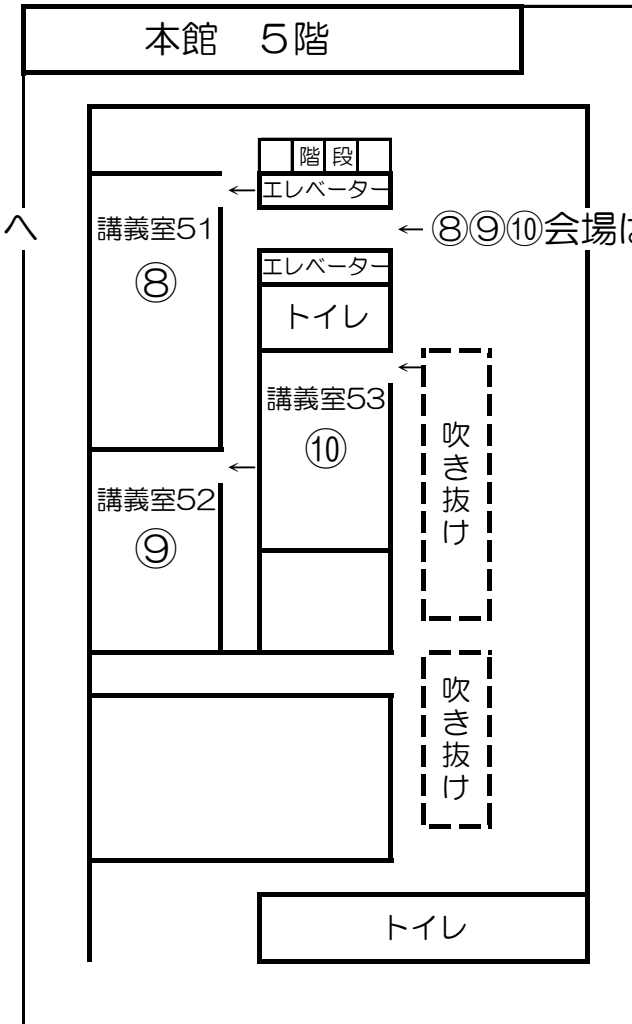 本館　５階
階段
エレベーター
へ
講義室51
⑧
← ⑧⑨⑩会場は
エレベーター
トイレ
講義室53
⑩
吹き抜け
講義室52
⑨
吹き抜け
トイレ